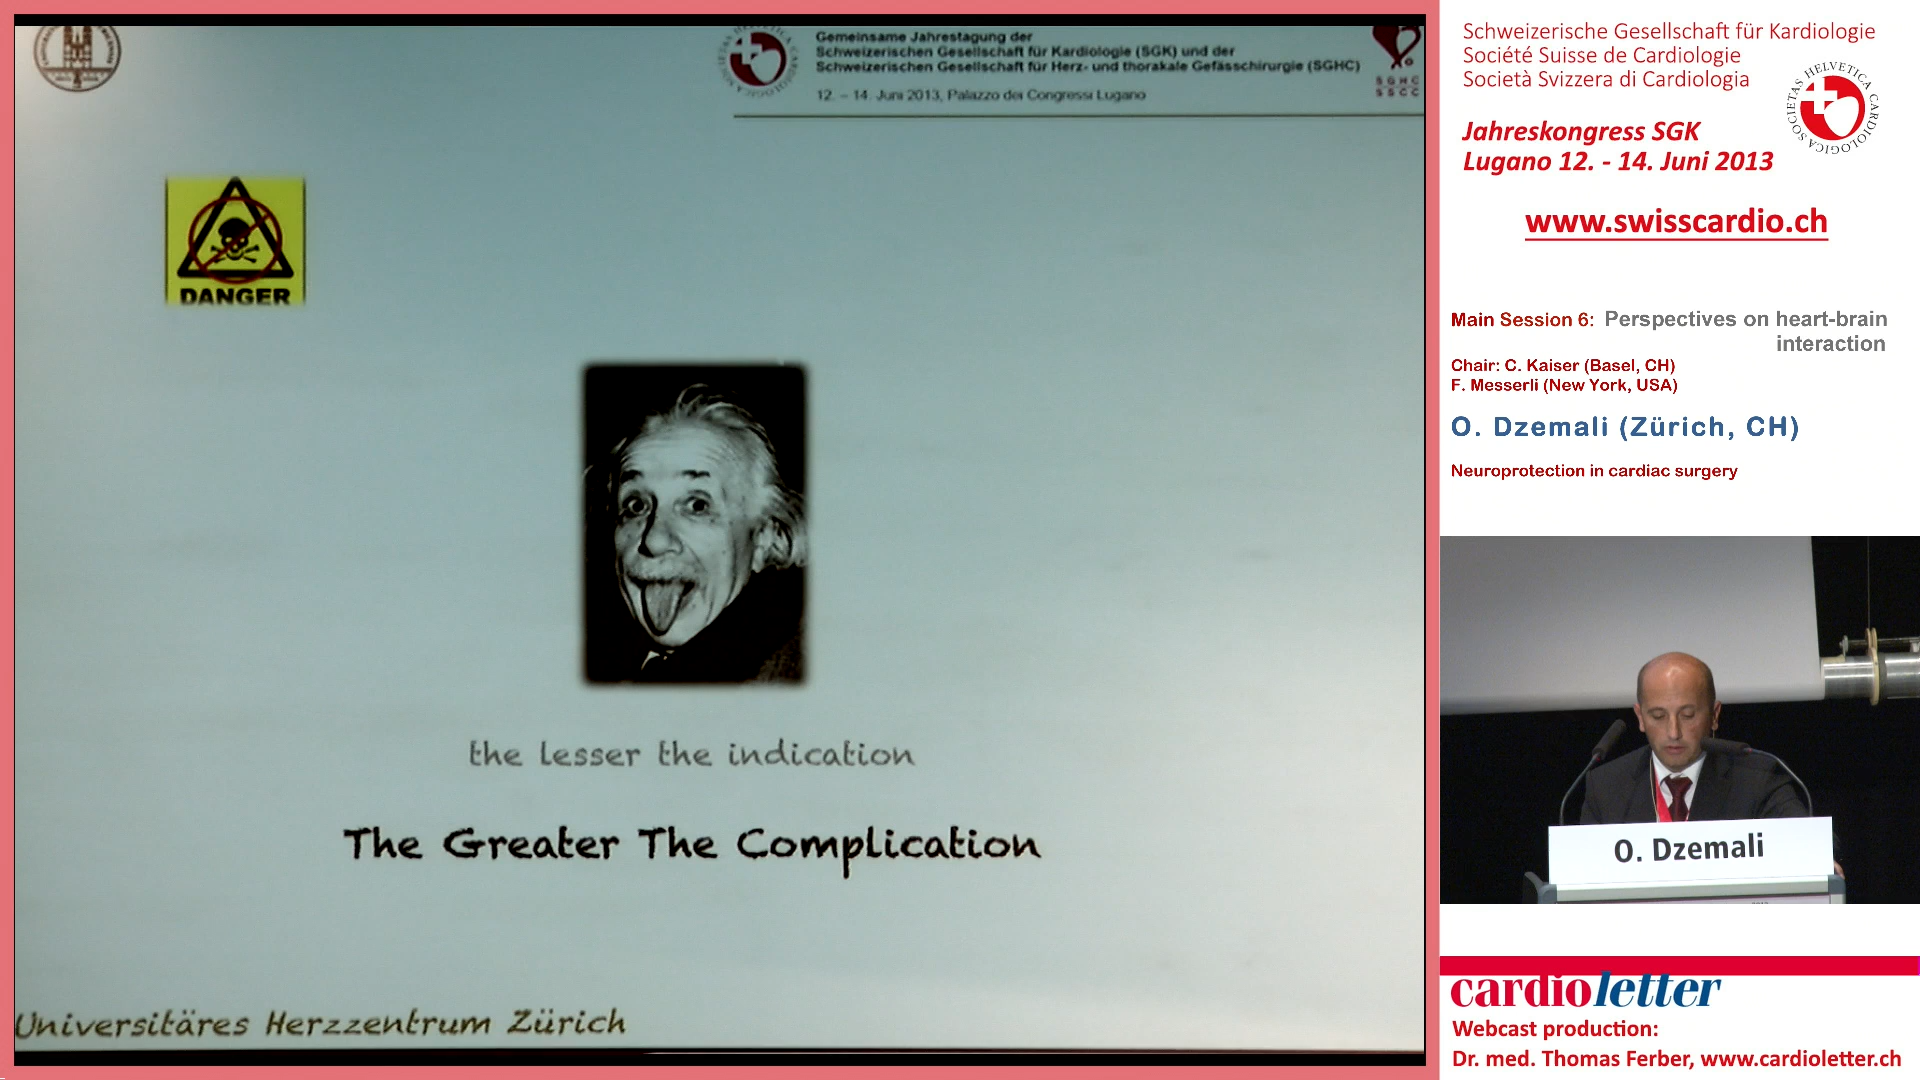 Gemeinsame Jahrestagung der
Schweizerischen Gesellschaft für Kardiologie (SGK) und der
Schweizerischen Gesellschaft für Herz- und thorakale Gefässchirurgie (SGHC)
12. – 14. Juni 2013, Palazzo dei Congressi Lugano
SGHC
SSCC
DANGER
the lesser the indication
The Greater The Complication
Universitäres Herzzentrum Zürich
Schweizerische Gesellschaft für Kardiologie
Société Suisse de Cardiologie
Società Svizzera di Cardiologia
SOCIETAS HELVETICA CARDIOLOGICA
Jahreskongress SGK
Lugano 12. - 14. Juni 2013
www.swisscardio.ch
Main Session 6: Perspectives on heart-brain
interaction
Chair: C. Kaiser (Basel, CH)
F. Messerli (New York, USA)
O. Dzemali (Zürich, CH)
Neuroprotection in cardiac surgery
O. Dzemali
cardioletter
Webcast production:
Dr. med. Thomas Ferber, www.cardioletter.ch